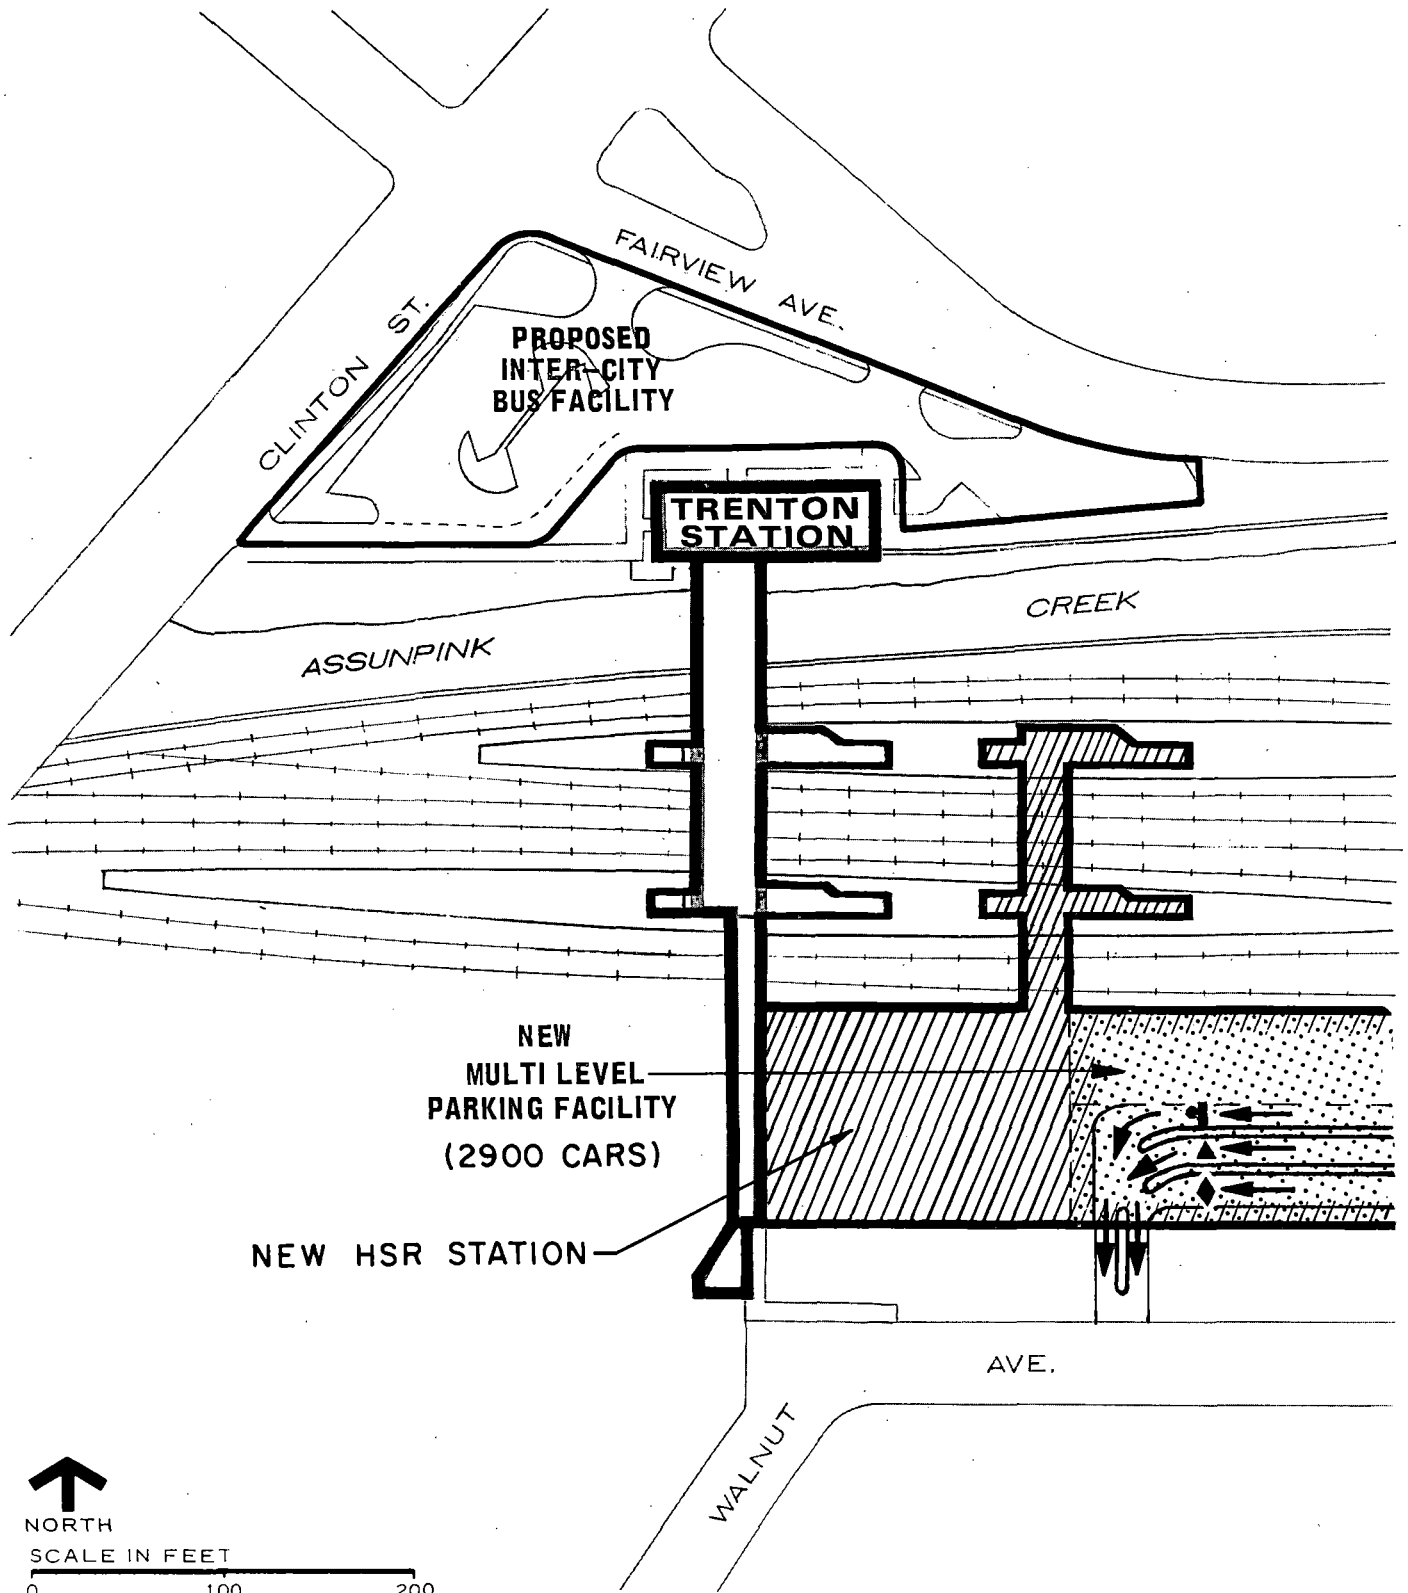 FAIRVIEW AVE.
CLINTON ST.
PROPOSED
INTER-CITY
BUS FACILITY
TRENTON
STATION
CREEK
ASSUNPINK
NEW
MULTI LEVEL
PARKING FACILITY
(2900 CARS)
NEW HSR STATION
AVE.
WALNUT
NORTH
SCALE IN FEET
0 100 200